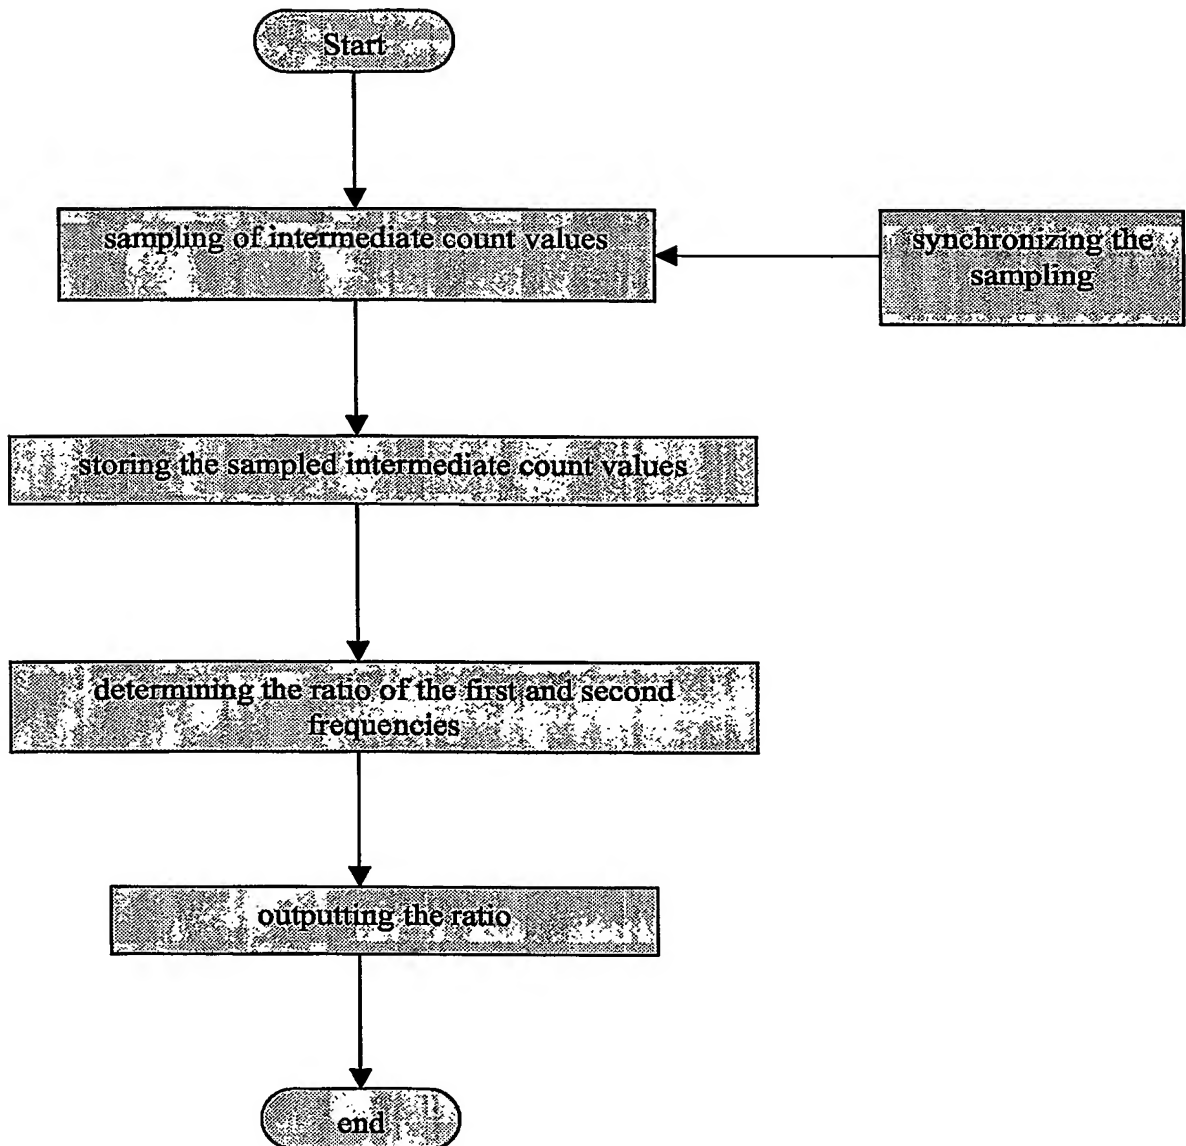 Start
sampling of intermediate count values
synchronizing the
sampling
storing the sampled intermediate count values
determining the ratio of the first and second
frequencies
outputting the ratio
end